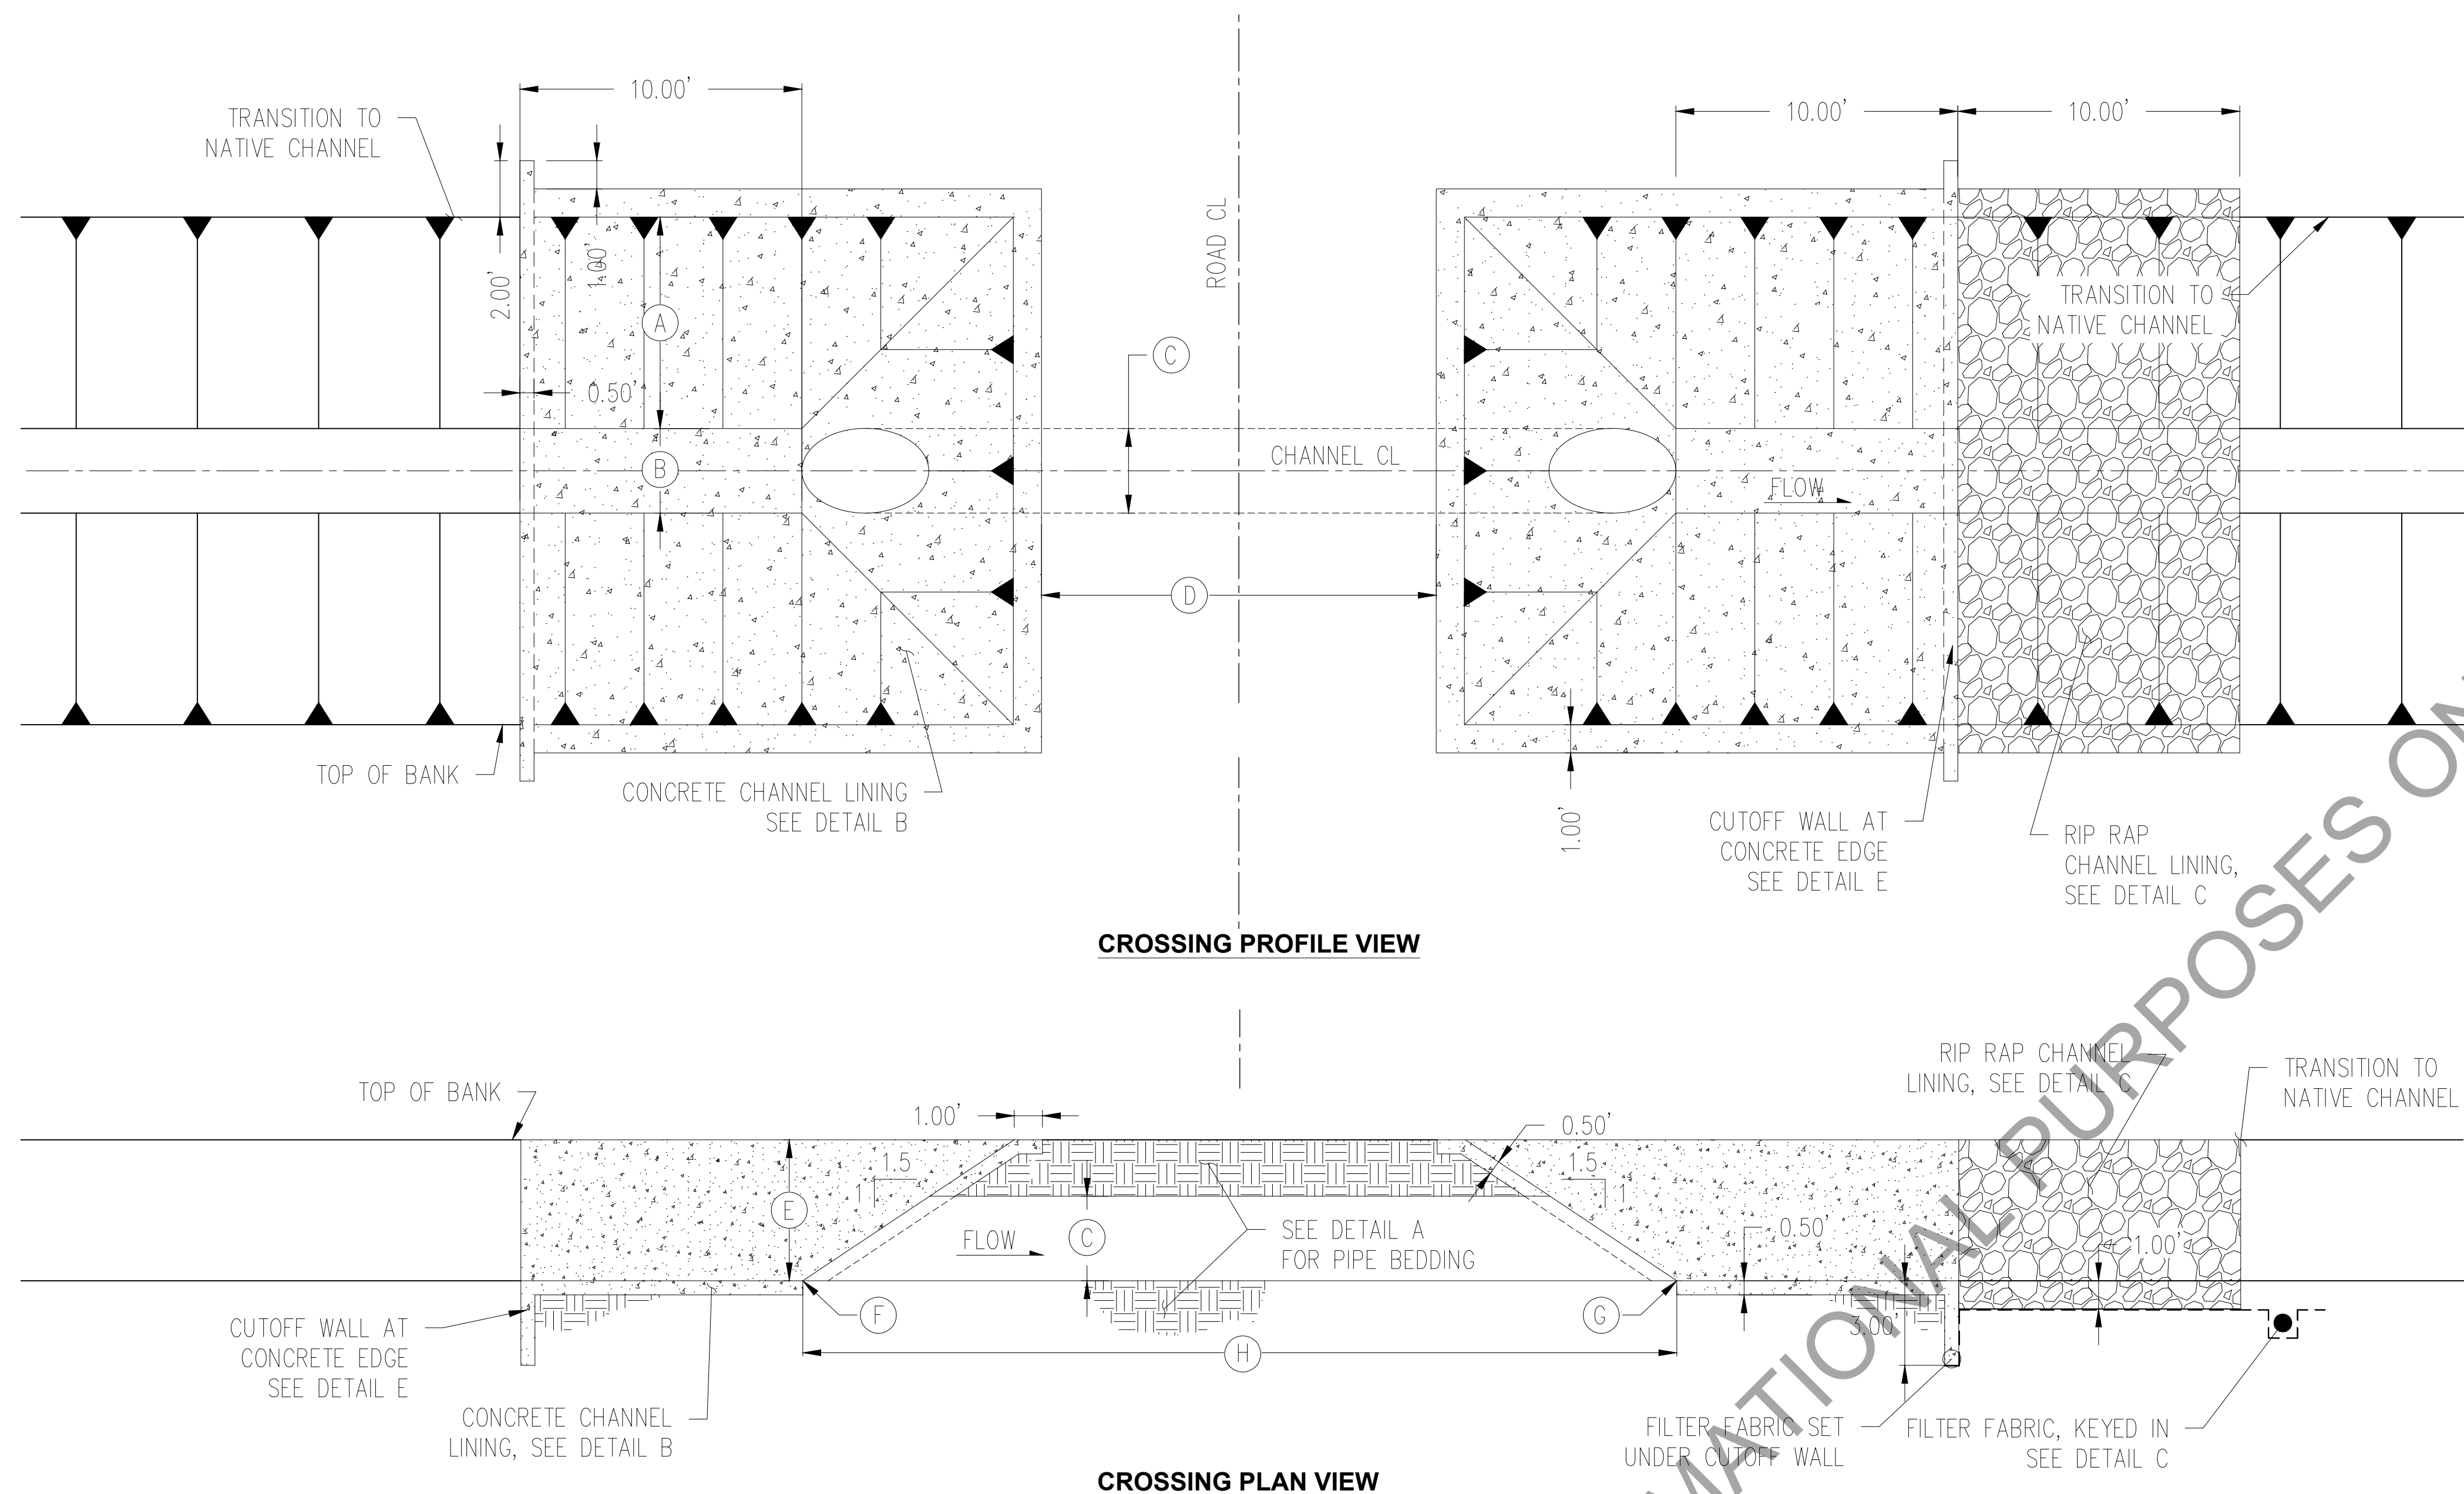 10.00'
TRANSITION TO
NATIVE CHANNEL
2.00'
1.00'
A
0.50'
B
TOP OF BANK
CONCRETE CHANNEL LINING
SEE DETAIL B
ROAD CL
C
CHANNEL CL
D
10.00'
10.00'
TRANSITION TO
NATIVE CHANNEL
FLOW
1.00'
CUTOFF WALL AT
CONCRETE EDGE
SEE DETAIL E
RIP RAP
CHANNEL LINING,
SEE DETAIL C
CROSSING PROFILE VIEW
TOP OF BANK
1.00'
1.5
1
E
FLOW
C
SEE DETAIL A
FOR PIPE BEDDING
0.50'
1.5
1
0.50'
3.00'
1.00'
RIP RAP CHANNEL
LINING, SEE DETAIL C
TRANSITION TO
NATIVE CHANNEL
F
G
H
CUTOFF WALL AT
CONCRETE EDGE
SEE DETAIL E
CONCRETE CHANNEL
LINING, SEE DETAIL B
FILTER FABRIC SET
UNDER CUTOFF WALL
FILTER FABRIC, KEYED IN
SEE DETAIL C
CROSSING PLAN VIEW
MATIONAL PURPOSES ON